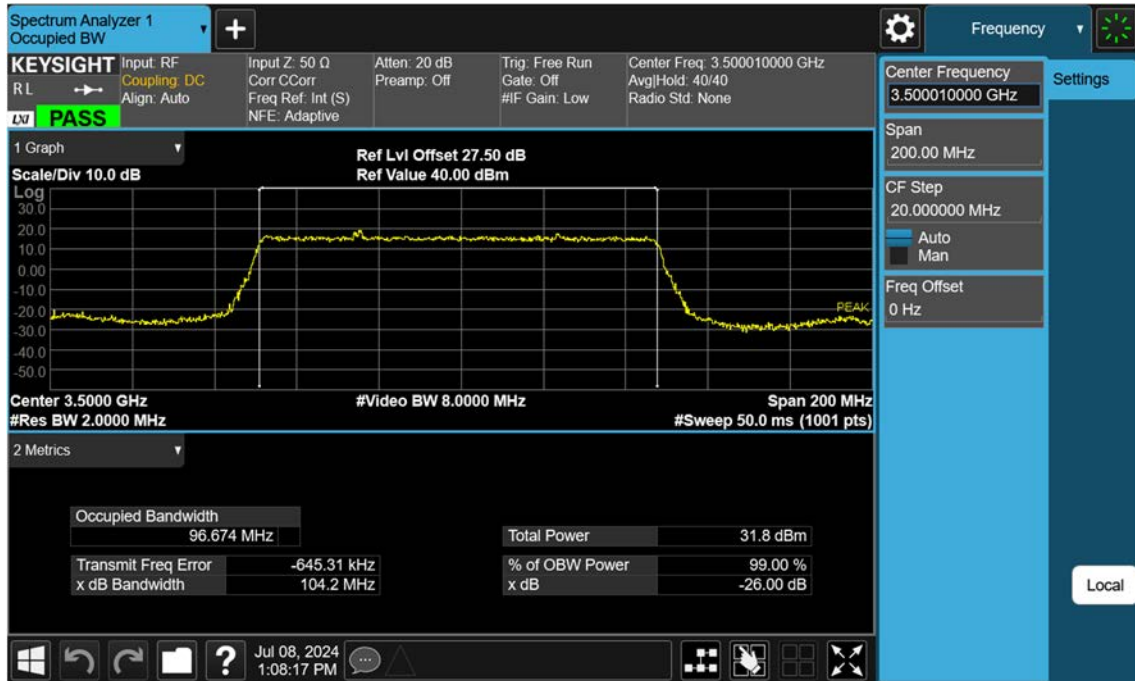 Spectrum Analyzer 1
Occupied BW
Frequency
KEYSIGHT
R L
LXI
PASS
Input: RF
Coupling: DC
Align: Auto
Input Z: 50 Ω
Corr CCorr
Freq Ref: Int (S)
NFE: Adaptive
Atten: 20 dB
Preamp: Off
Trig: Free Run
Gate: Off
#IF Gain: Low
Center Freq: 3.500010000 GHz
Avg|Hold: 40/40
Radio Std: None
Center Frequency
3.500010000 GHz
Settings
Span
200.00 MHz
CF Step
20.000000 MHz
Auto
Man
Freq Offset
0 Hz
Local
1 Graph
Scale/Div 10.0 dB
Ref Lvl Offset 27.50 dB
Ref Value 40.00 dBm
Log
30.0
20.0
10.0
0.00
-10.0
-20.0
-30.0
-40.0
-50.0
PEAK
Center 3.5000 GHz
#Video BW 8.0000 MHz
Span 200 MHz
#Res BW 2.0000 MHz
#Sweep 50.0 ms (1001 pts)
2 Metrics
Occupied Bandwidth
96.674 MHz
Total Power 31.8 dBm
Transmit Freq Error -645.31 kHz
% of OBW Power 99.00 %
x dB Bandwidth 104.2 MHz
x dB -26.00 dB
?
Jul 08, 2024
1:08:17 PM